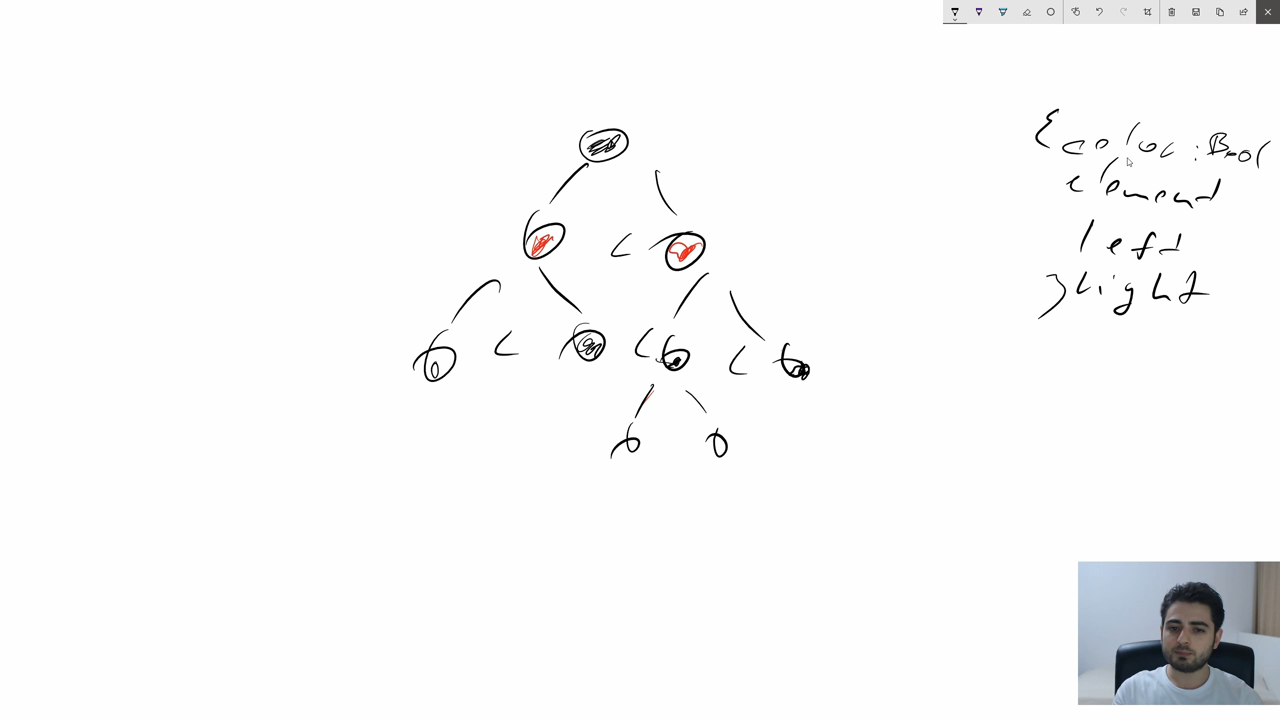 { color : Bool
element
left
} right
<
<
<
<